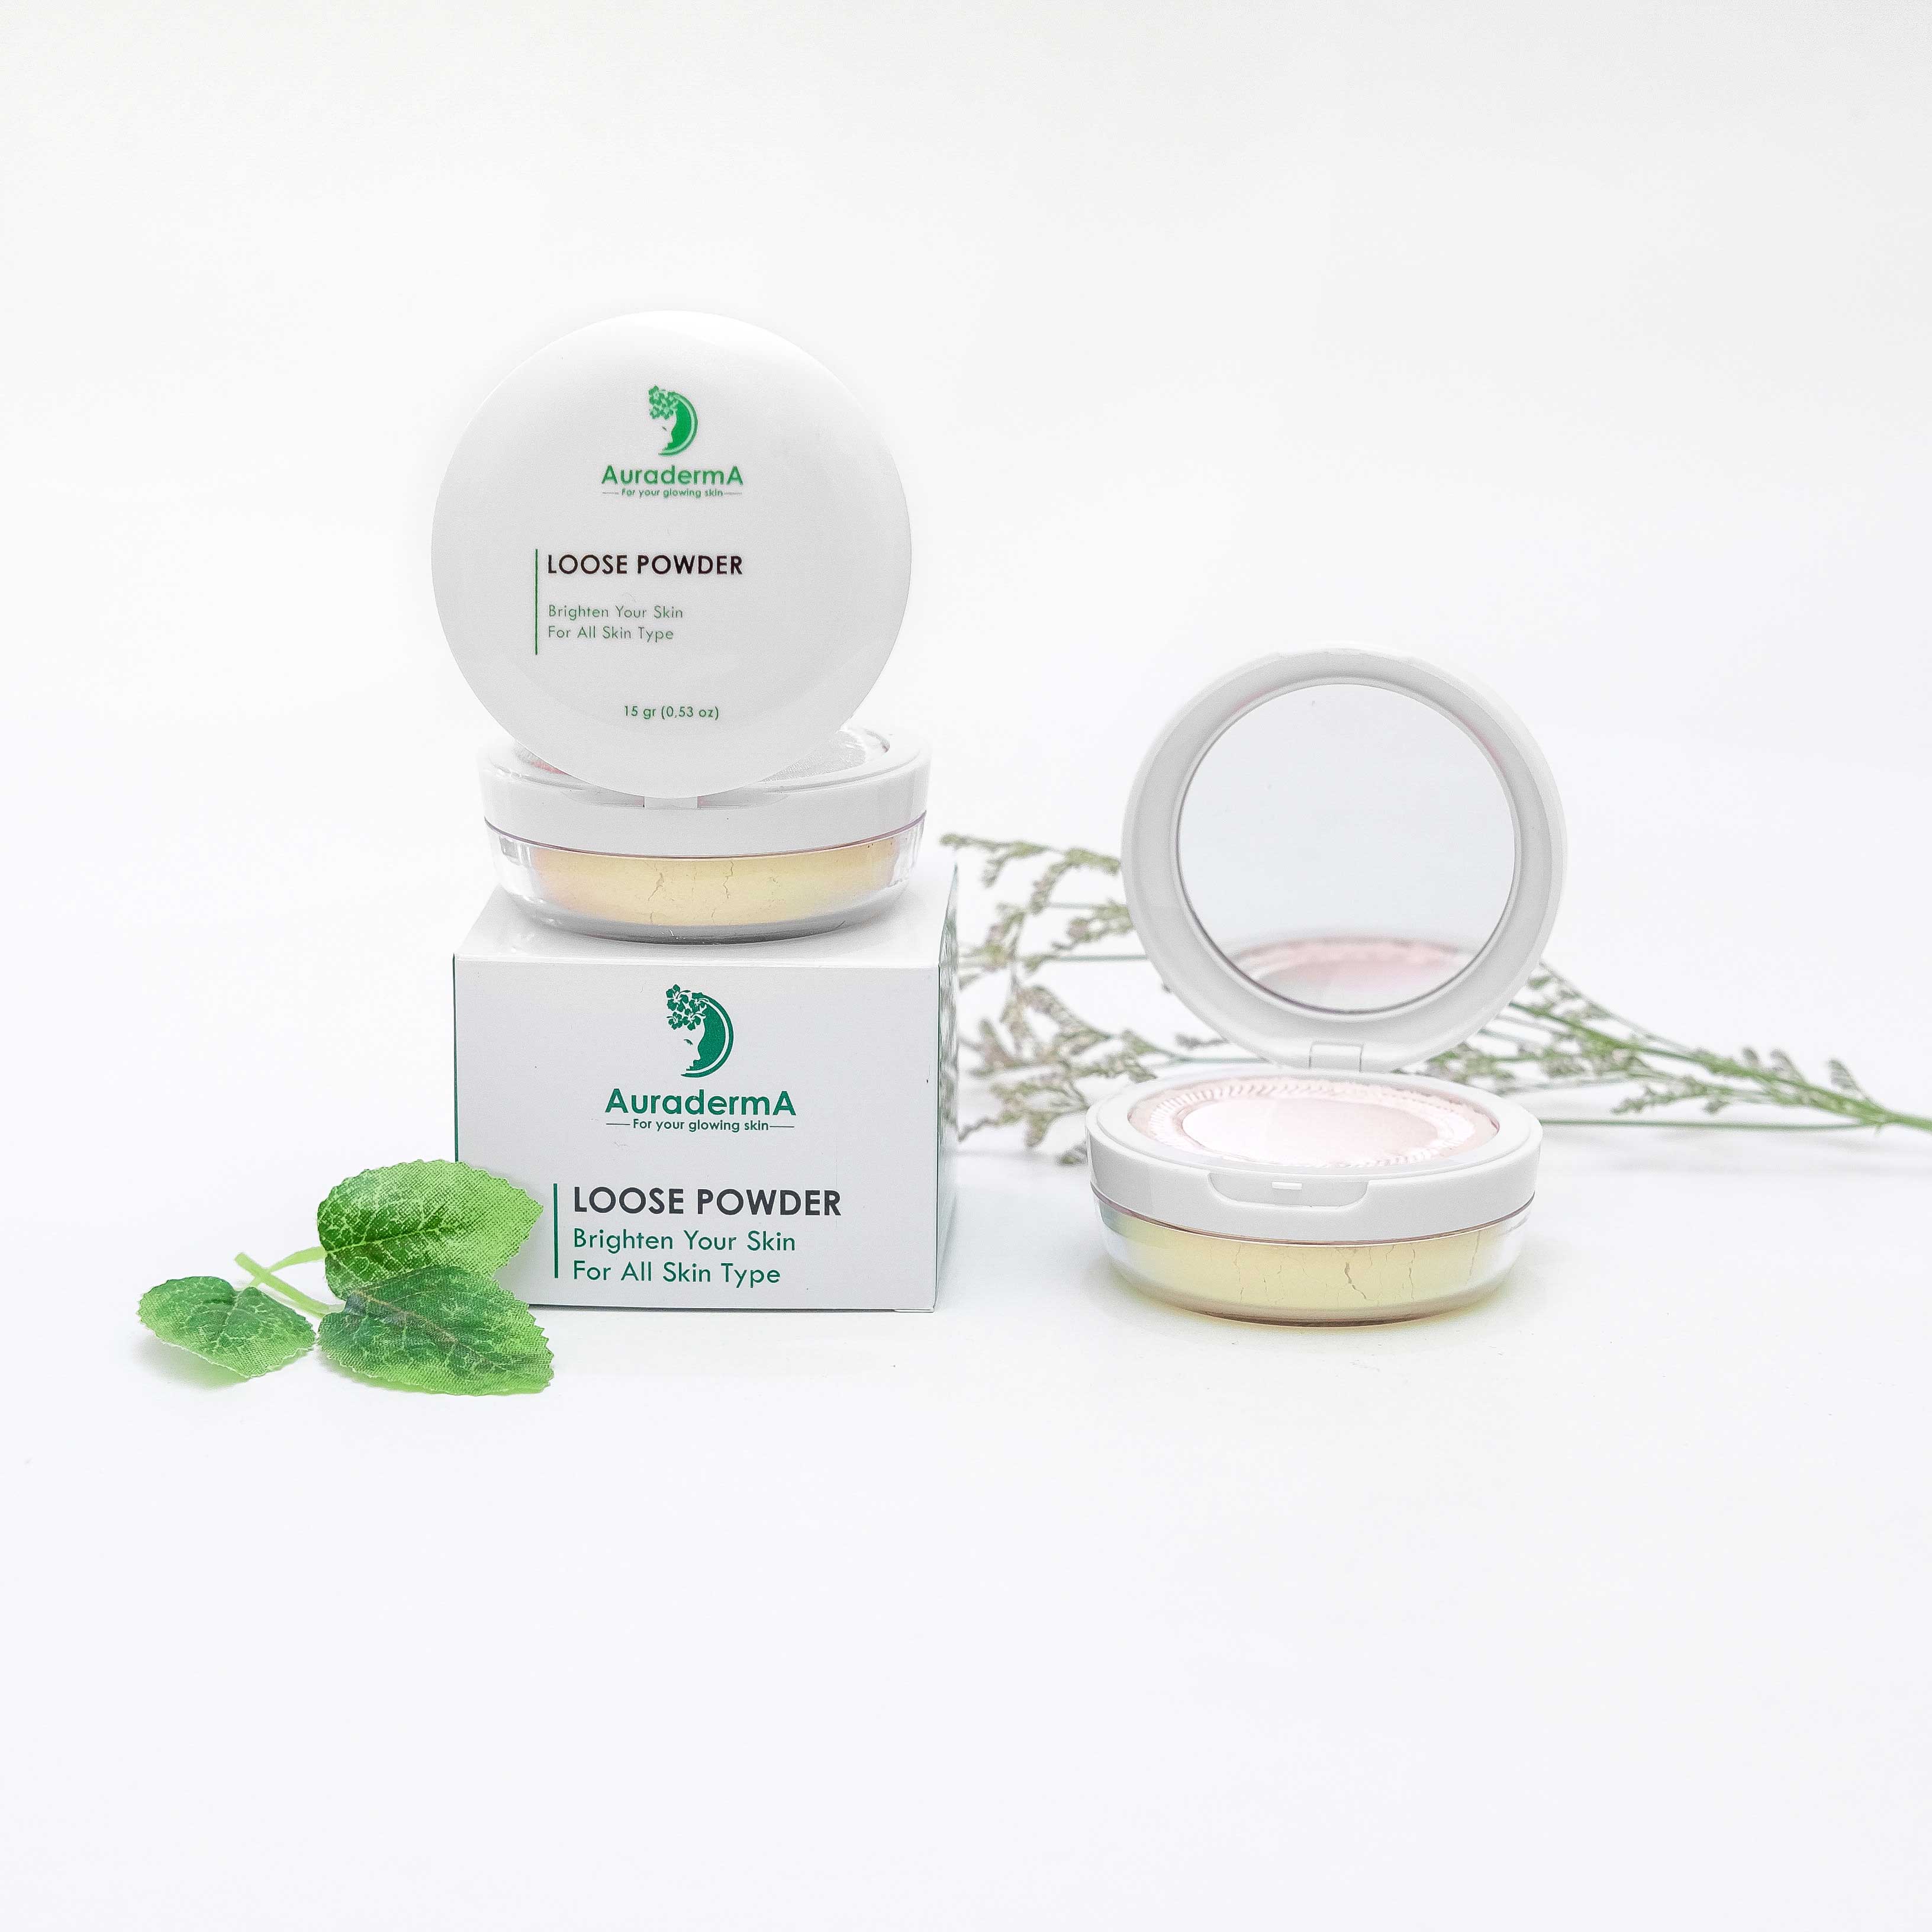 AuradermA
For your glowing skin
LOOSE POWDER
Brighten Your Skin
For All Skin Type
15 gr (0,53 oz)
AuradermA
For your glowing skin
LOOSE POWDER
Brighten Your Skin
For All Skin Type